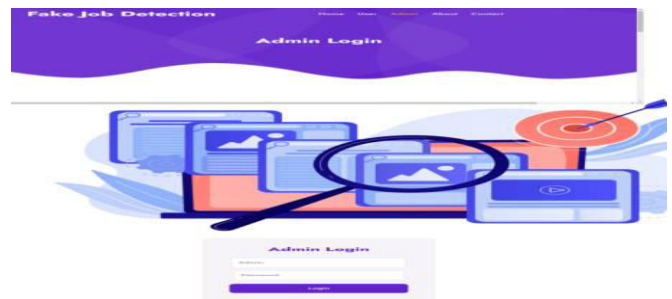 Fake Job Detection
Home User Admin About Contact
Admin Login
Admin Login
Admin
Password
Login